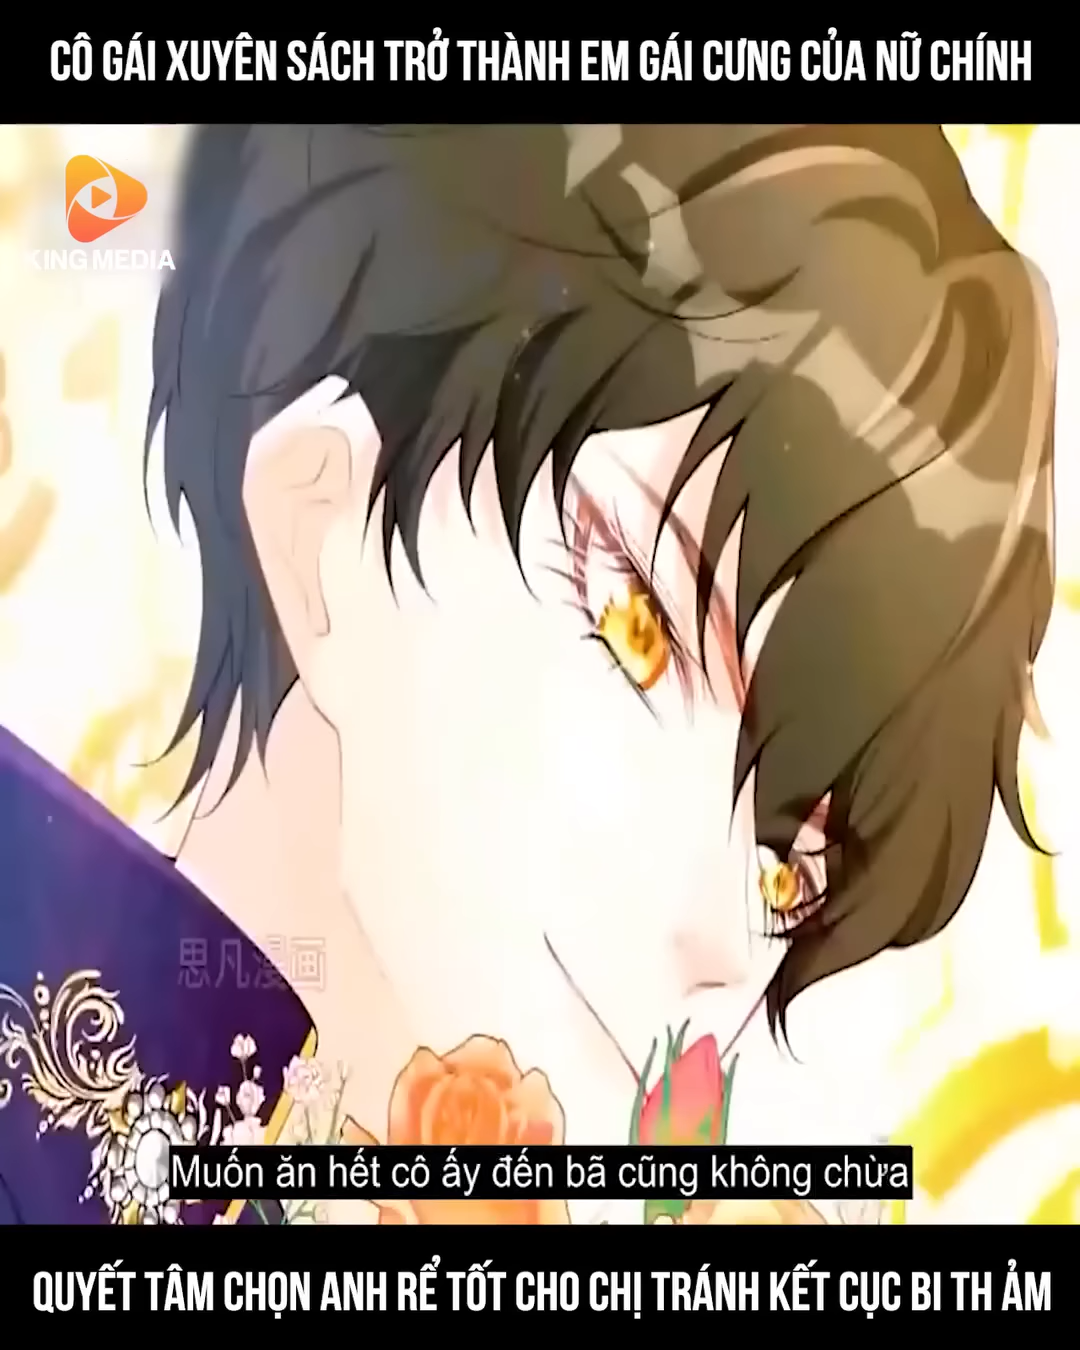 CÔ GÁI XUYÊN SÁCH TRỞ THÀNH EM GÁI CƯNG CỦA NỮ CHÍNH
KING MEDIA
思凡漫画
Muốn ăn hết cô ấy đến bã cũng không chừa
QUYẾT TÂM CHỌN ANH RỂ TỐT CHO CHỊ TRÁNH KẾT CỤC BI TH ẢM